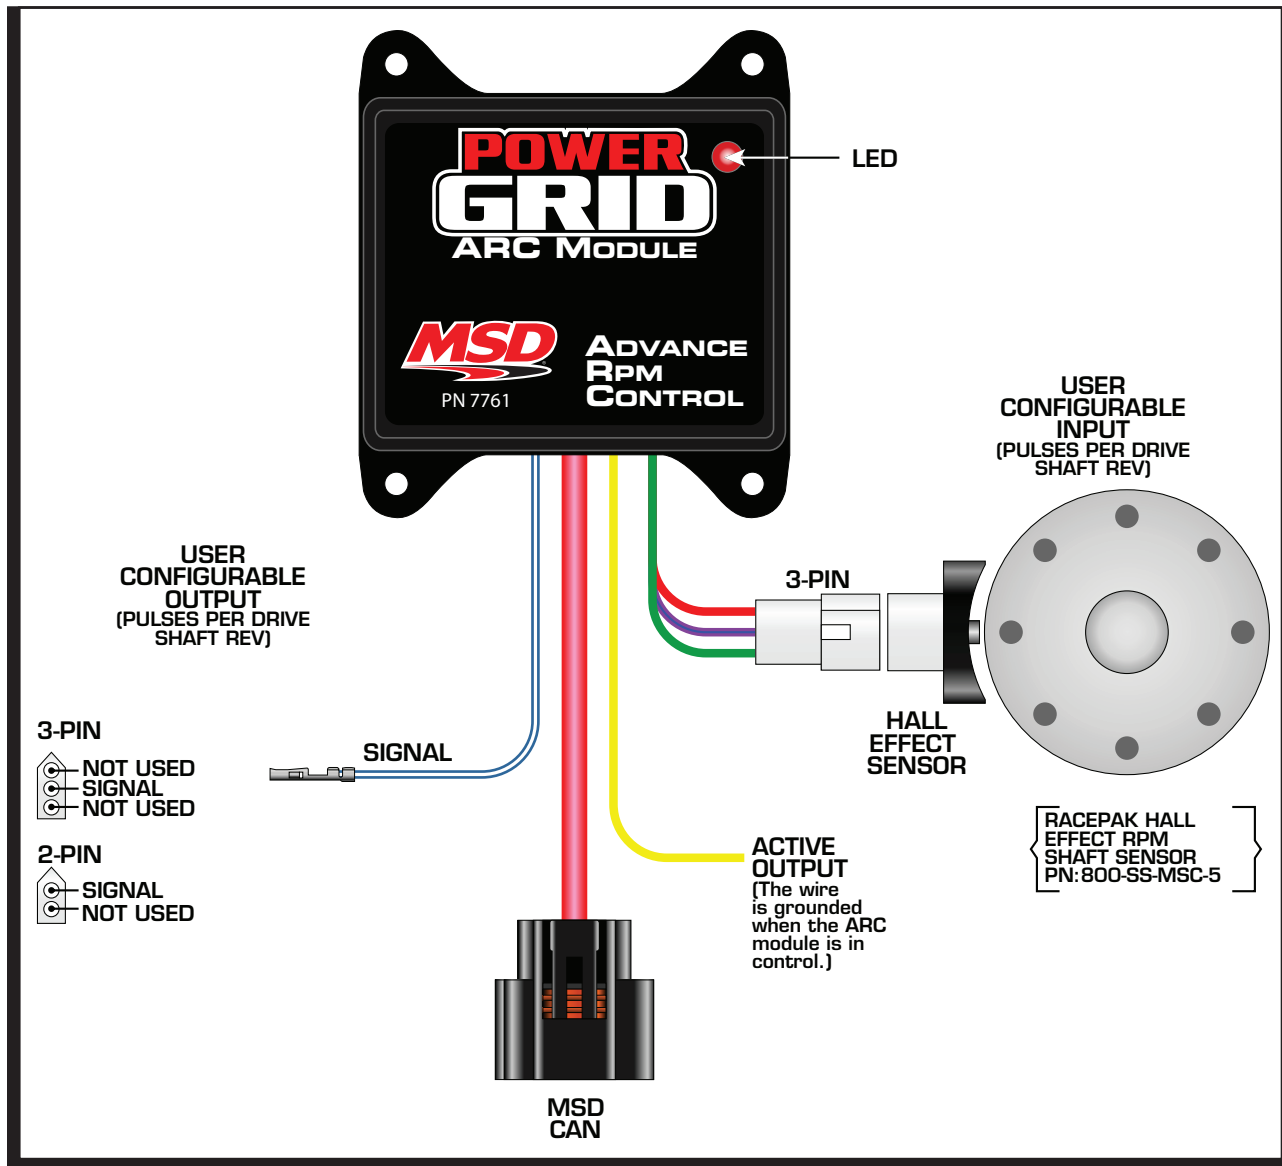 POWER
GRID
ARC MODULE
LED
MSD
PN 7761
ADVANCE
RPM
CONTROL
USER
CONFIGURABLE
INPUT
(PULSES PER DRIVE
SHAFT REV)
USER
CONFIGURABLE
OUTPUT
(PULSES PER DRIVE
SHAFT REV)
3-PIN
HALL
EFFECT
SENSOR
3-PIN
NOT USED
SIGNAL
NOT USED
SIGNAL
2-PIN
SIGNAL
NOT USED
ACTIVE
OUTPUT
(The wire
is grounded
when the ARC
module is in
control.)
RACEPAK HALL
EFFECT RPM
SHAFT SENSOR
PN:800-SS-MSC-5
MSD
CAN